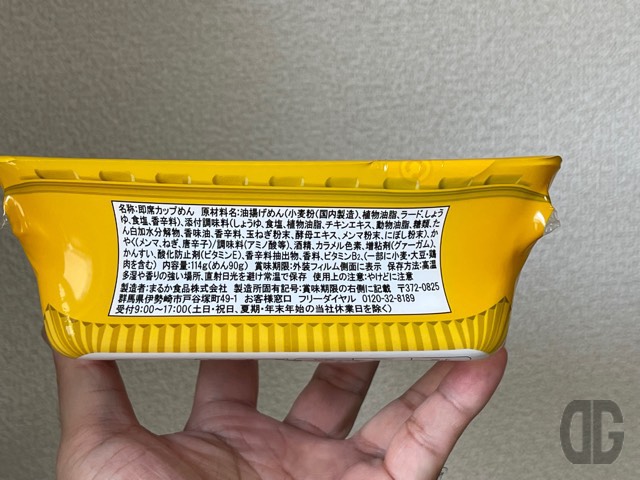 名称:即席カップめん 原材料名:油揚げめん(小麦粉(国内製造)、植物油脂、ラード、しょう
ゆ、食塩、香辛料)、添付調味料(しょうゆ、食塩、植物油脂、チキンエキス、動物油脂、糖類、たん
白加水分解物、香味油、香辛料、玉ねぎ粉末、酵母エキス、メンマ粉末、にぼし粉末)、か
やく(メンマ、ねぎ、唐辛子)/調味料(アミノ酸等)、酒精、カラメル色素、増粘剤(グァーガム)、
かんすい、酸化防止剤(ビタミンE)、香辛料抽出物、香料、ビタミンB₂、(一部に小麦・大豆・鶏
肉を含む) 内容量:114g(めん90g) 賞味期限:外装フィルム側面に表示 保存方法:高温
多湿や香りの強い場所、直射日光を避け常温で保存 使用上の注意:やけどに注意
製造者:まるか食品株式会社 製造所固有記号:賞味期限の右側に記載 〒372-0825
群馬県伊勢崎市戸谷塚町49-1 お客様窓口 フリーダイヤル 0120-32-8189
受付9:00〜17:00(土日・祝日、夏期・年末年始の当社休業日を除く)
DG